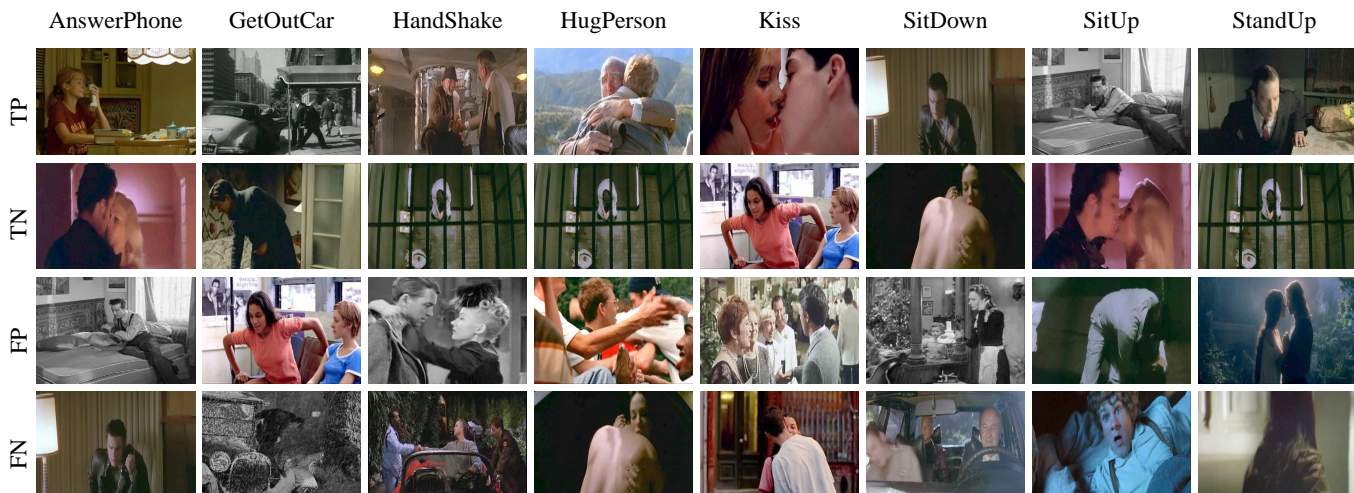 AnswerPhone GetOutCar HandShake HugPerson Kiss SitDown SitUp StandUp
TP
TN
FP
FN